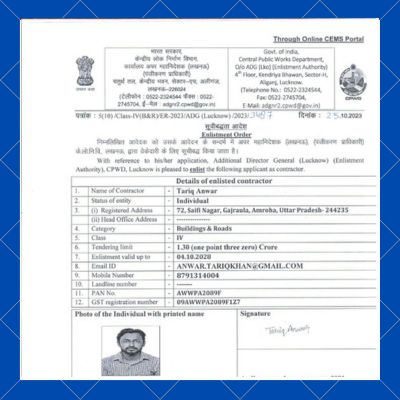 Through Online CEMS Portal
भारत सरकार,
केंद्रीय लोक निर्माण विभाग,
कार्यालय अपर महानिदेशक (लखनऊ)
(पंजीकरण प्राधिकारी)
चतुर्थ तल, केन्द्रीय भवन, सेक्टर-एच, अलीगंज,
लखनऊ-226024
(टेलीफोन : 0522-2324544 फैक्स : 0522-
2745704, ई-मेल : adgnr2.cpwd@gov.in)
Govt. of India,
Central Public Works Department,
O/o ADG (Lko) (Enlistment Authority)
4th Floor, Kendriya Bhawan, Sector-H,
Aliganj, Lucknow.
(Telephone No.: 0522-2324544,
Fax No.: 0522-2745704,
E-Mail: adgnr2.cpwd@gov.in)
CPWD
पत्रांक : 5(10) /Class-IV(B&R)/ER-2023/ADG (Lucknow) /2023/ दिनांक : 25.10.2023
सूचीबद्धता आदेश
Enlistment Order
निम्नलिखित आवेदक को उसके आवेदन के सन्दर्भ में अपर महानिदेशक (लखनऊ), (पंजीकरण प्राधिकारी)
के.लो.नि.वि., लखनऊ, द्वारा ठेकेदारी के लिए सूचीबद्ध किया जाता है।
With reference to his/her application, Additional Director General (Lucknow) (Enlistment
Authority), CPWD, Lucknow is pleased to enlist the following applicant as contractor.
Details of enlisted contractor
1. Name of Contractor Tariq Anwar
2. Status of entity Individual
3. (i) Registered Address 72, Saifi Nagar, Gajraula, Amroha, Uttar Pradesh- 244235
(ii) Head Office Address ---------------
4. Category Buildings & Roads
5. Class IV
6. Tendering limit 1.30 (one point three zero) Crore
7. Enlistment valid up to 04.10.2028
8. Email ID ANWAR.TARIQKHAN@GMAIL.COM
9. Mobile Number 8791314004
10. Landline number -------
11. PAN No. AWWPA2089F
12. GST registration number 09AWWPA2089F1Z7
Photo of the Individual with printed name
Signature
Tariq Anwar